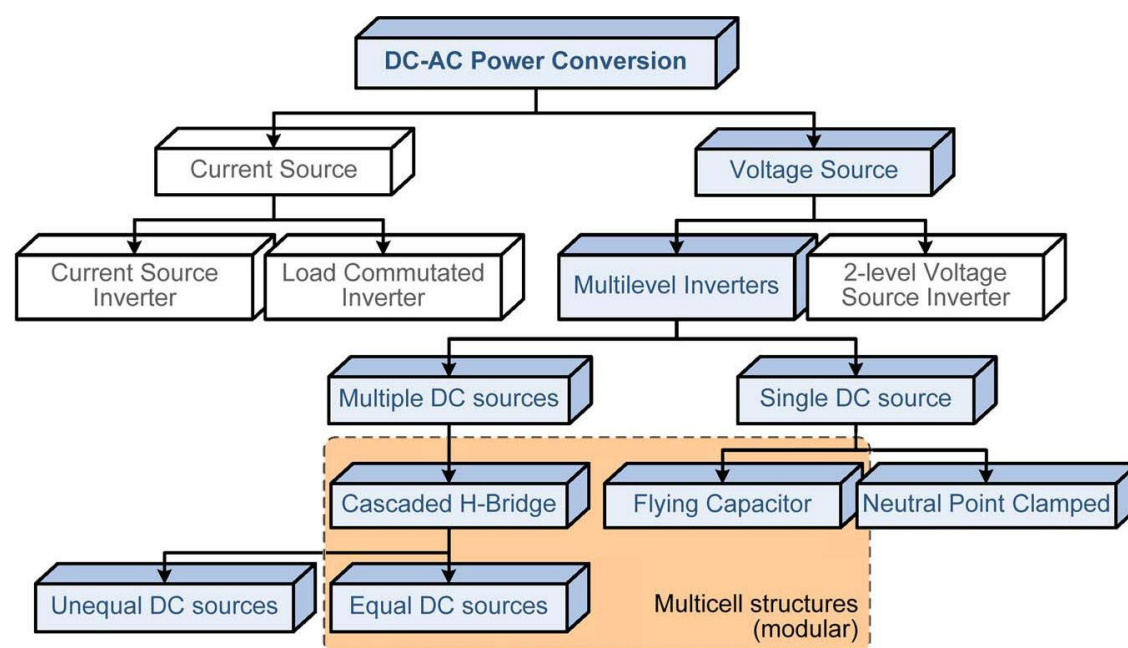 DC-AC Power Conversion
Current Source
Voltage Source
Current Source
Inverter
Load Commutated
Inverter
Multilevel Inverters
2-level Voltage
Source Inverter
Multiple DC sources
Single DC source
Cascaded H-Bridge
Flying Capacitor
Neutral Point Clamped
Unequal DC sources
Equal DC sources
Multicell structures
(modular)